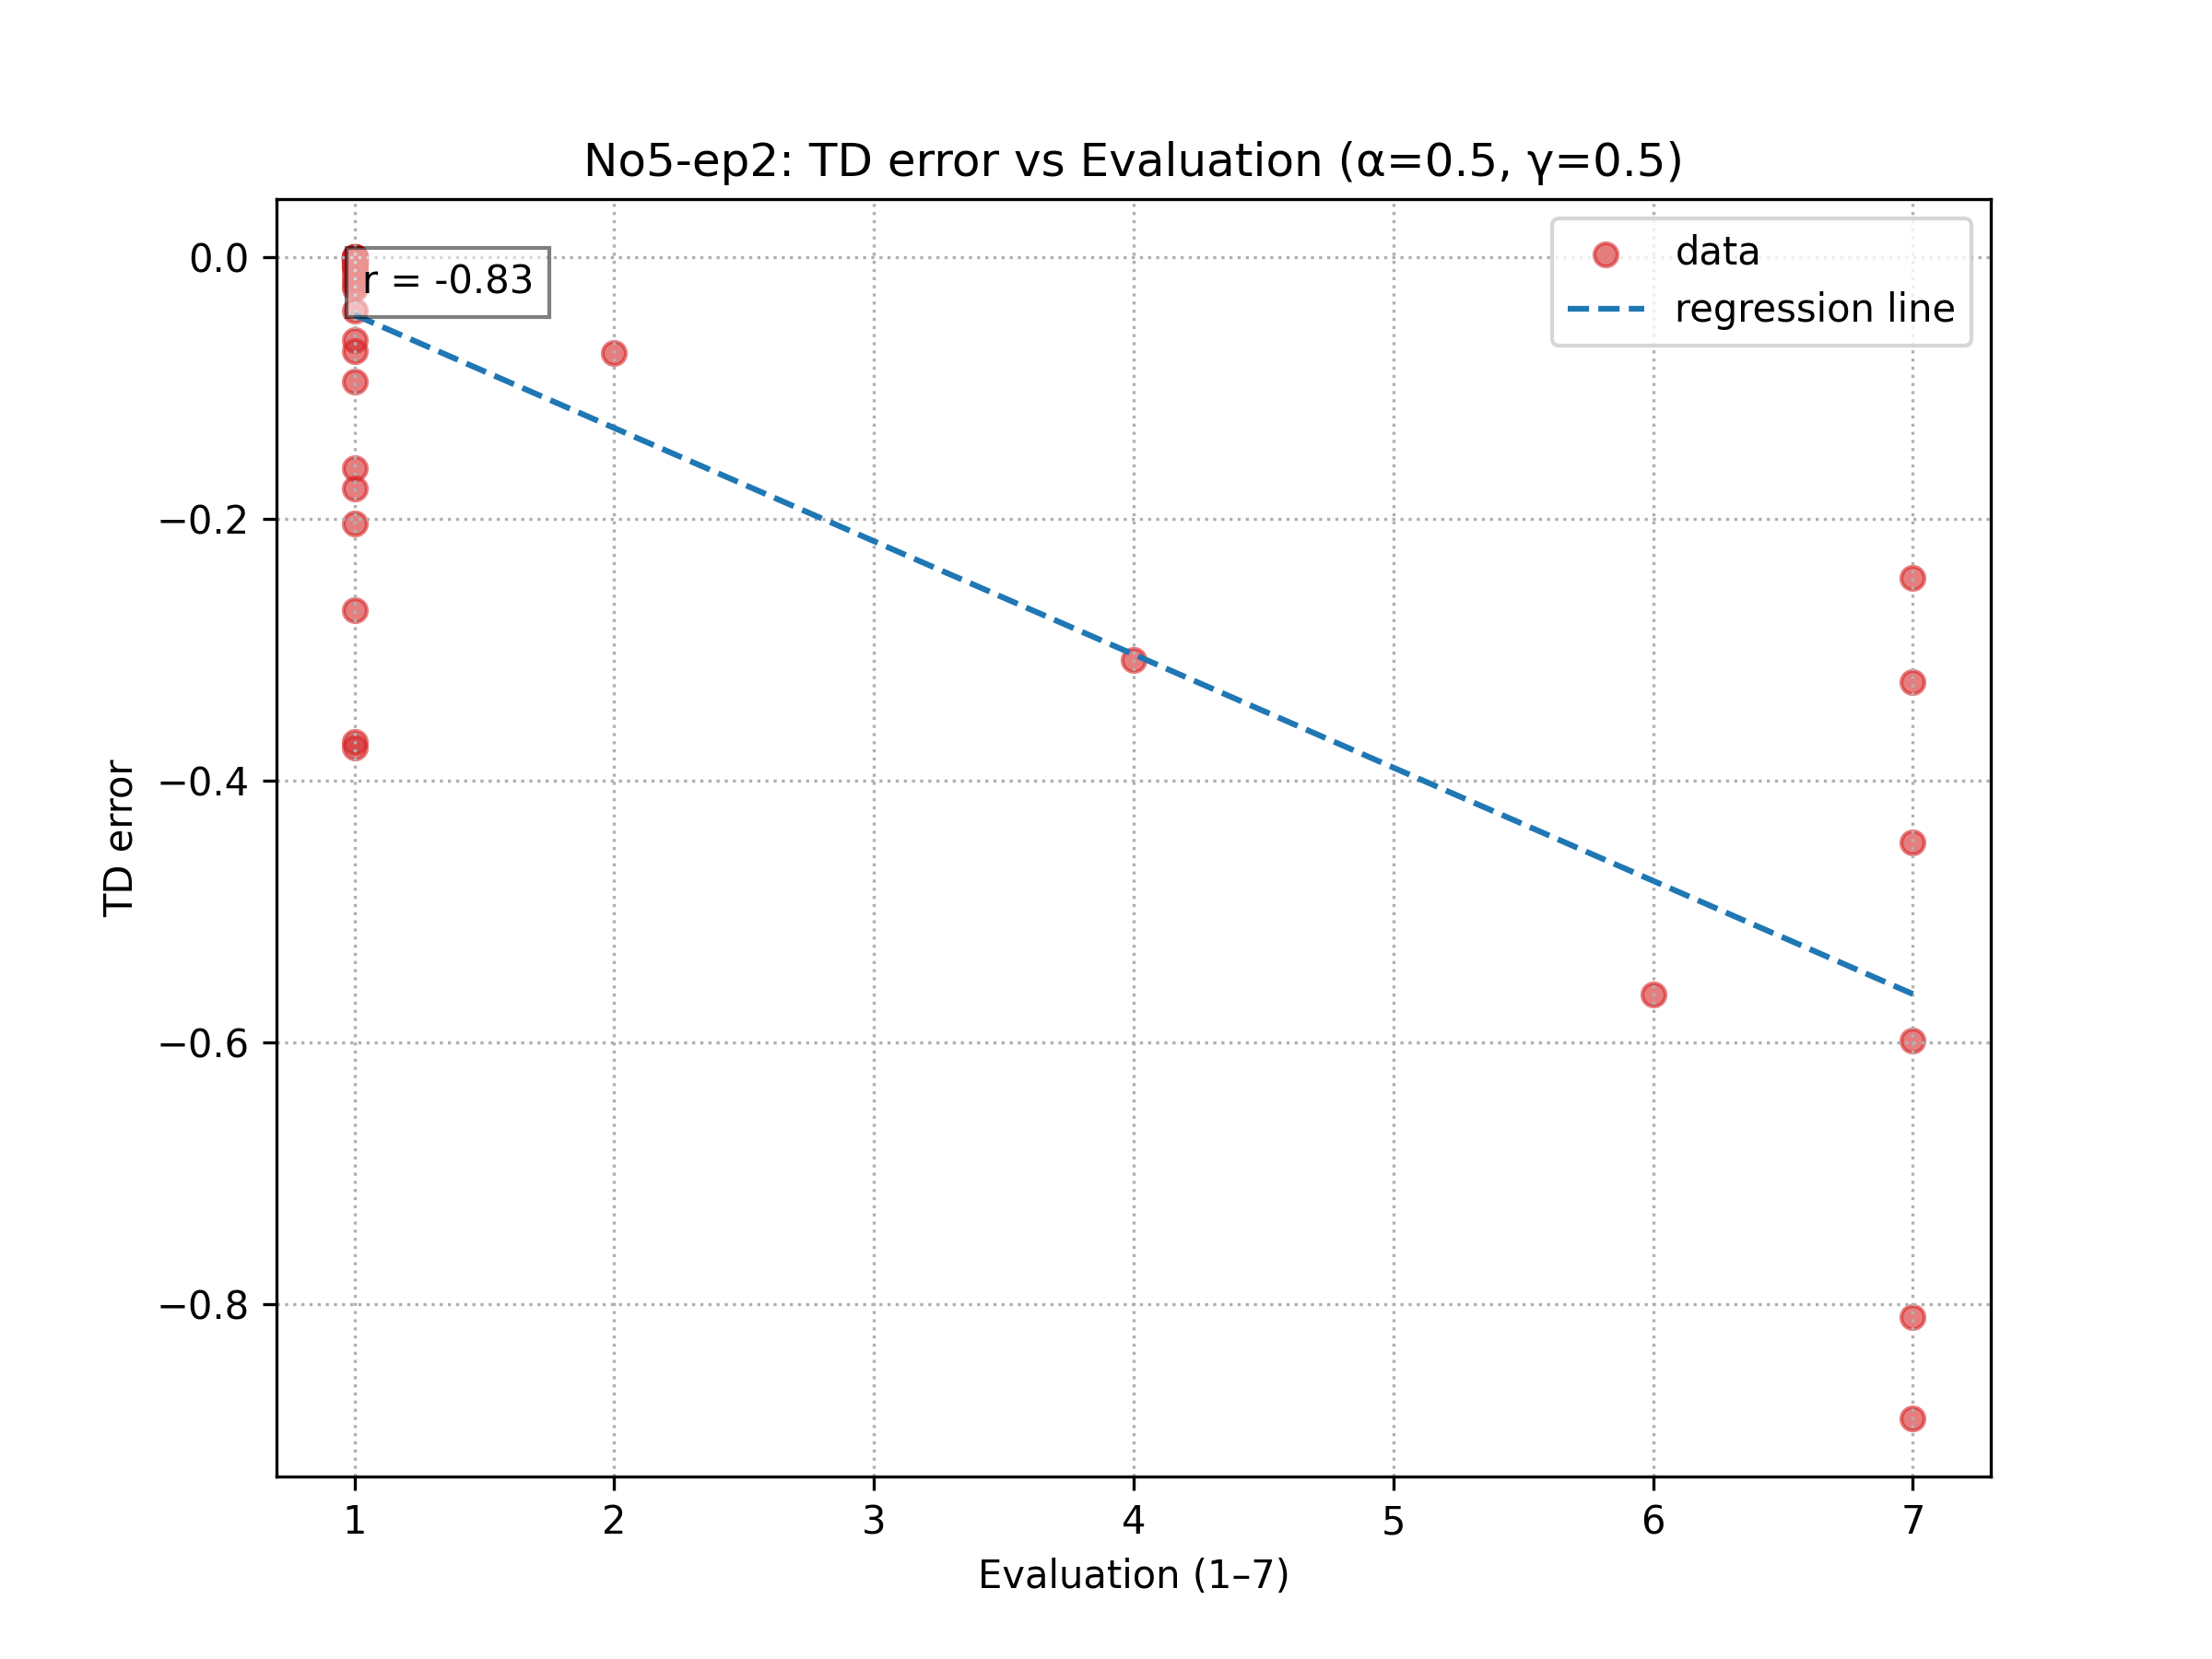 No5-ep2: TD error vs Evaluation (α=0.5, γ=0.5)
r = -0.83
data
regression line
0.0
−0.2
−0.4
−0.6
−0.8
TD error
1 2 3 4 5 6 7
Evaluation (1–7)